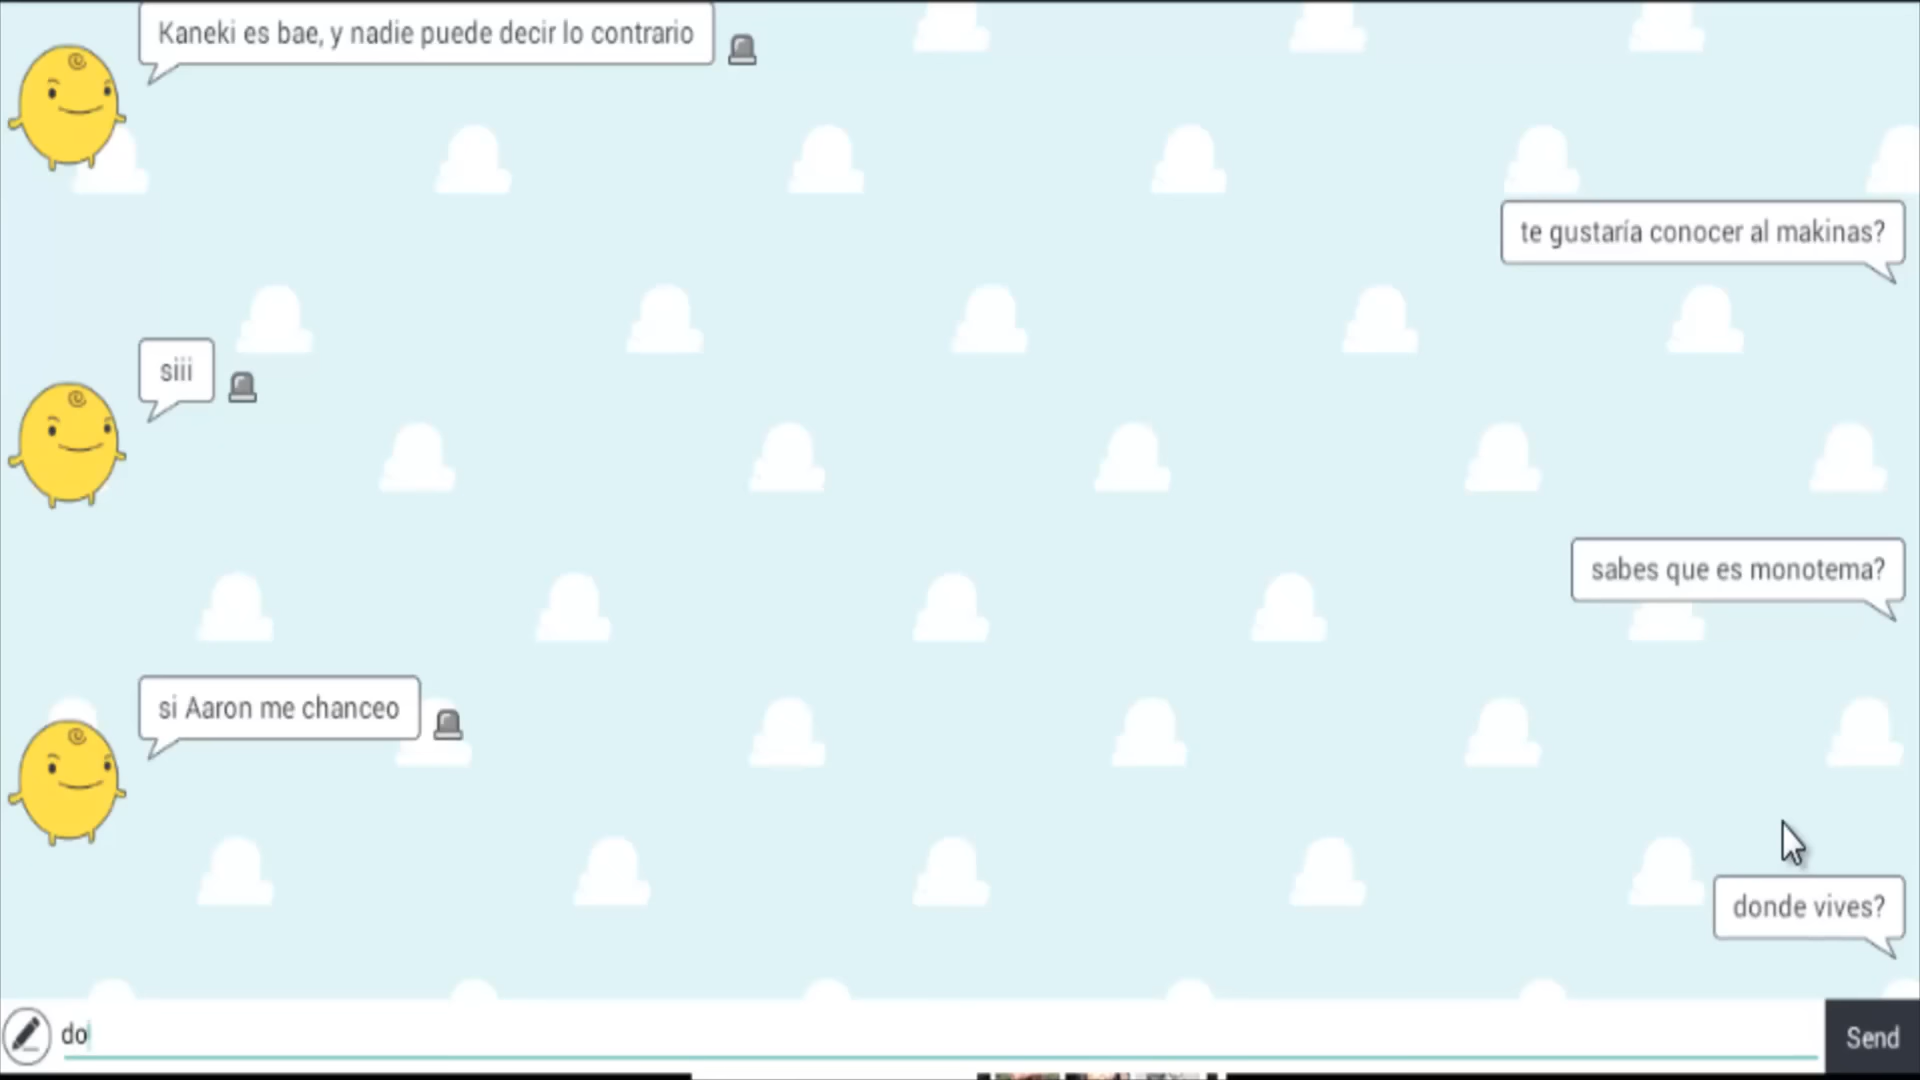 Kaneki es bae, y nadie puede decir lo contrario
te gustaría conocer al makinas?
siii
sabes que es monotema?
si Aaron me chanceo
donde vives?
do
Send